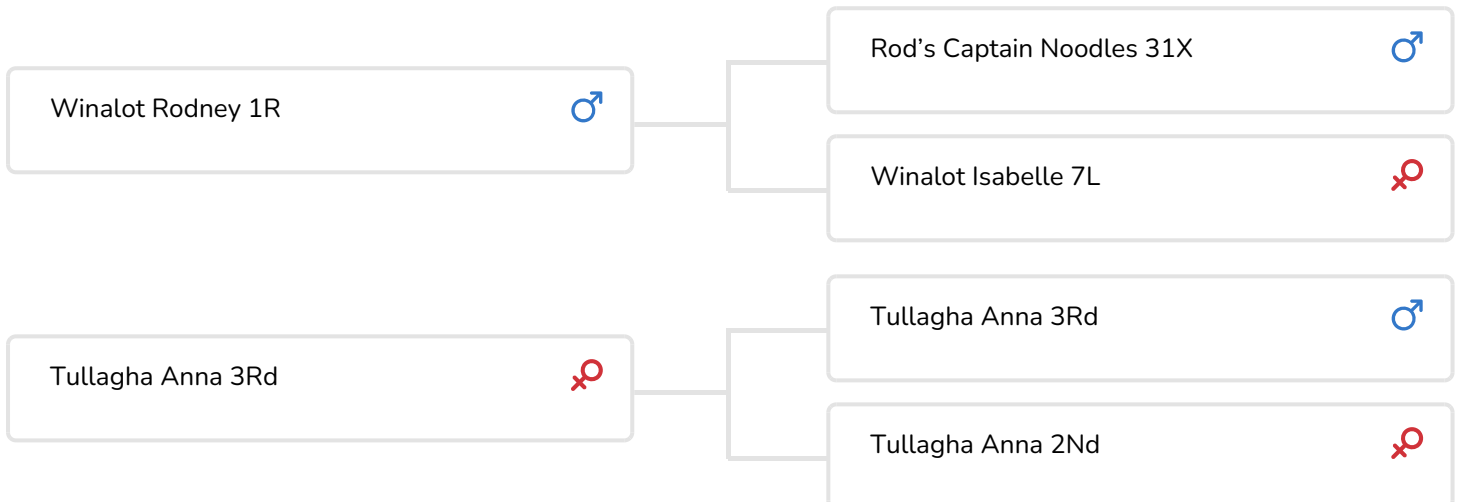 Rod’s Captain Noodles 31X
Winalot Rodney 1R
Winalot Isabelle 7L
Tullagha Anna 3Rd
Tullagha Anna 3Rd
Tullagha Anna 2Nd